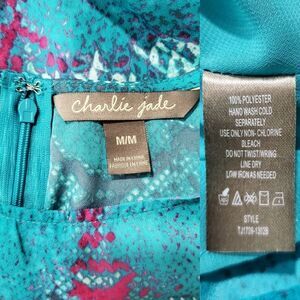 charlie jade
M/M
MADE IN CHINA
100% POLYESTER
HAND WASH COLD
SEPARATELY
USE ONLY NON- CHLORINE
BLEACH
DO NOT TWIST/WRING
LINE DRY
LOW IRON AS NEEDED
STYLE